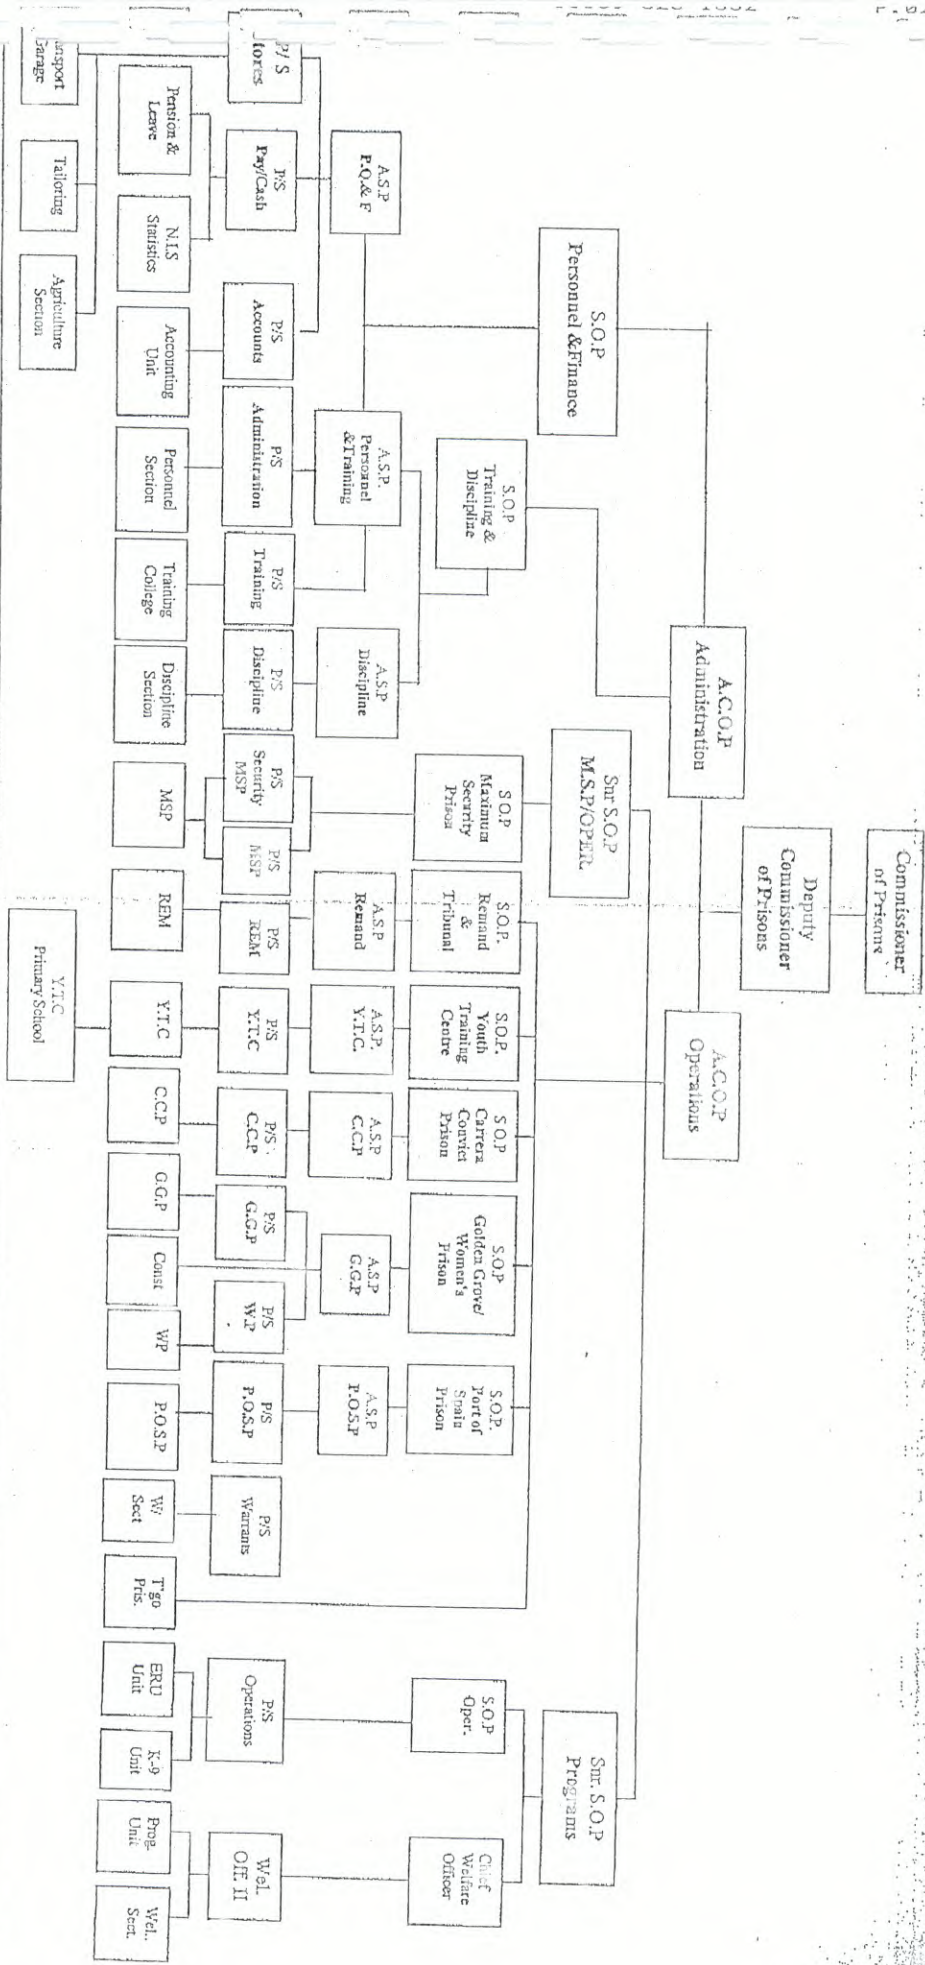 Commissioner
of Prisons
Deputy
Commissioner
of Prisons
A.C.O.P
Administration
A.C.O.P
Operations
S.O.P
Personnel &Finance
S.O.P
Training &
Discipline
Snr S.O.P
M.S.P/OPER.
Snr. S.O.P
Programs
S.O.P
Maximum
Security
Prison
S.O.P.
Remand
&
Tribunal
S.O.P.
Youth
Training
Centre
S.O.P
Carrera
Convict
Prison
S.O.P
Golden Grove/
Women's
Prison
S.O.P.
Port of
Spain
Prison
S.O.P
Oper.
Chief
Welfare
Officer
A.S.P
P.Q.& F
A.S.P.
Personnel
&Training
A.S.P
Discipline
A.S.P
Remand
A.S.P.
Y.T.C.
A.S.P
C.C.P
A.S.P
G.G.P
A.S.P
P.O.S.P
P/S
tores
P/S
Pay/Cash
P/S
Accounts
P/S
Administration
P/S
Training
P/S
Discipline
P/S
Security
MSP
P/S
MSP
P/S
REM
P/S
Y.T.C
P/S
C.C.P
P/S
G.G.P
P/S
W.P
P/S
P.O.S.P
P/S
Warrants
P/S
Operations
Wel.
Off. II
Pension &
Leave
N.I.S
Statistics
Accounting
Unit
Personnel
Section
Training
College
Discipline
Section
MSP
REM
Y.T.C
C.C.P
G.G.P
Const
WP
P.O.S.P
W/
Sect
T'go
Pris.
ERU
Unit
K-9
Unit
Prog
Unit
Wel..
Sect.
nsport
Garage
Tailoring
Agriculture
Section
Y.T.C
Primary School